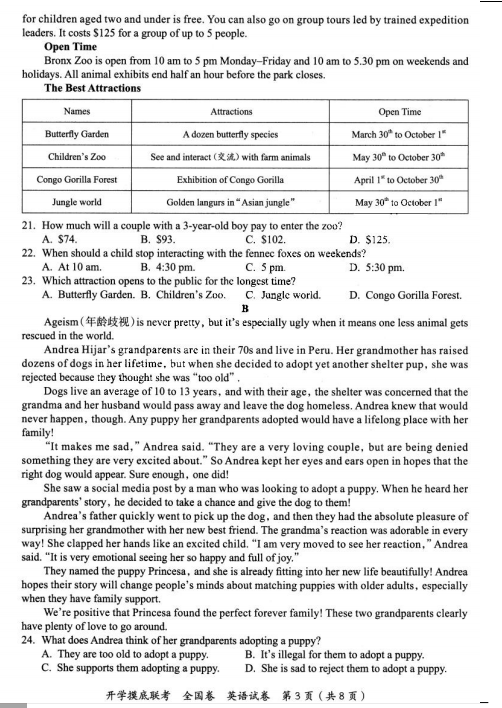 for children aged two and under is free. You can also go on group tours led by trained expedition
leaders. It costs $125 for a group of up to 5 people.
Open Time
Bronx Zoo is open from 10 am to 5 pm Monday–Friday and 10 am to 5.30 pm on weekends and
holidays. All animal exhibits end half an hour before the park closes.
The Best Attractions
Names Attractions Open Time
Butterfly Garden A dozen butterfly species March 30th to October 1st
Children's Zoo See and interact (交流) with farm animals May 30th to October 30th
Congo Gorilla Forest Exhibition of Congo Gorilla April 1st to October 30th
Jungle world Golden langurs in "Asian jungle" May 30th to October 1st
21. How much will a couple with a 3-year-old boy pay to enter the zoo?
A. $74. B. $93. C. $102. D. $125.
22. When should a child stop interacting with the fennec foxes on weekends?
A. At 10 am. B. 4:30 pm. C. 5 pm. D. 5:30 pm.
23. Which attraction opens to the public for the longest time?
A. Butterfly Garden. B. Children's Zoo. C. Jungle world. D. Congo Gorilla Forest.
B
Ageism (年龄歧视) is never pretty, but it's especially ugly when it means one less animal gets
rescued in the world.
Andrea Hijar's grandparents are in their 70s and live in Peru. Her grandmother has raised
dozens of dogs in her lifetime, but when she decided to adopt yet another shelter pup, she was
rejected because they thought she was "too old".
Dogs live an average of 10 to 13 years, and with their age, the shelter was concerned that the
grandma and her husband would pass away and leave the dog homeless. Andrea knew that would
never happen, though. Any puppy her grandparents adopted would have a lifelong place with her
family!
"It makes me sad," Andrea said. "They are a very loving couple, but are being denied
something they are very excited about." So Andrea kept her eyes and ears open in hopes that the
right dog would appear. Sure enough, one did!
She saw a social media post by a man who was looking to adopt a puppy. When he heard her
grandparents' story, he decided to take a chance and give the dog to them!
Andrea's father quickly went to pick up the dog, and then they had the absolute pleasure of
surprising her grandmother with her new best friend. The grandma's reaction was adorable in every
way! She clapped her hands like an excited child. "I am very moved to see her reaction," Andrea
said. "It is very emotional seeing her so happy and full of joy."
They named the puppy Princesa, and she is already fitting into her new life beautifully! Andrea
hopes their story will change people's minds about matching puppies with older adults, especially
when they have family support.
We're positive that Princesa found the perfect forever family! These two grandparents clearly
have plenty of love to go around.
24. What does Andrea think of her grandparents adopting a puppy?
A. They are too old to adopt a puppy. B. It's illegal for them to adopt a puppy.
C. She supports them adopting a puppy. D. She is sad to reject them to adopt a puppy.
开学摸底联考 全国卷 英语试卷 第3页(共8页)